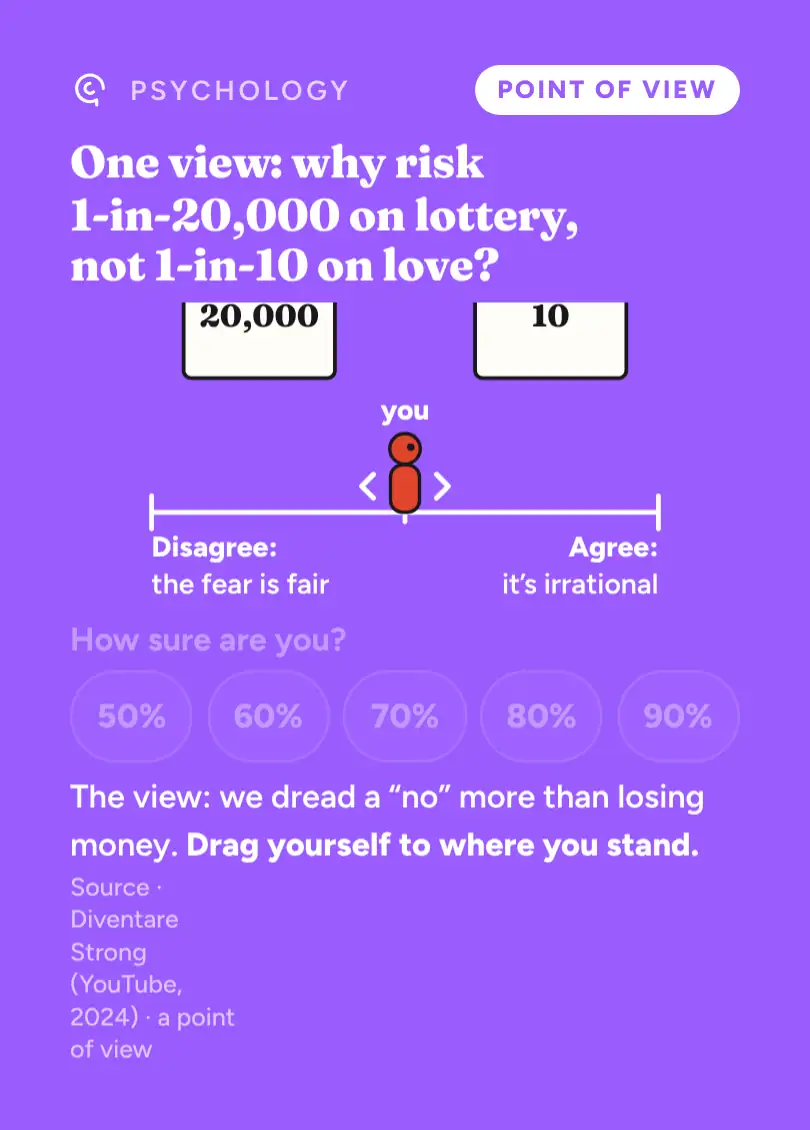 PSYCHOLOGY
POINT OF VIEW
One view: why risk
1-in-20,000 on lottery,
not 1-in-10 on love?
20,000
10
you
Disagree:
the fear is fair
Agree:
it’s irrational
How sure are you?
50%
60%
70%
80%
90%
The view: we dread a “no” more than losing
money. Drag yourself to where you stand.
Source ·
Diventare
Strong
(YouTube,
2024) · a point
of view